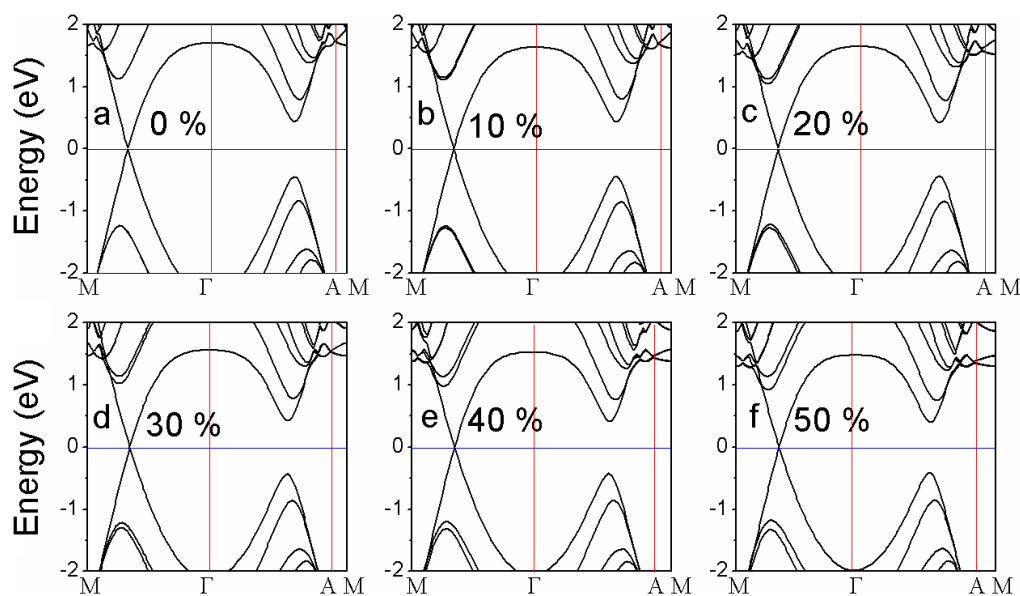 2 2 2
1 1 1
a 0 % b 10 % c 20 %
Energy (eV) 0 0 0
-1 -1 -1
-2 -2 -2
M Γ A M Γ A M Γ A M
2 2 2
1 1 1
d 30 % e 40 % f 50 %
Energy (eV) 0 0 0
-1 -1 -1
-2 -2 -2
M Γ A M M Γ A M M Γ A M